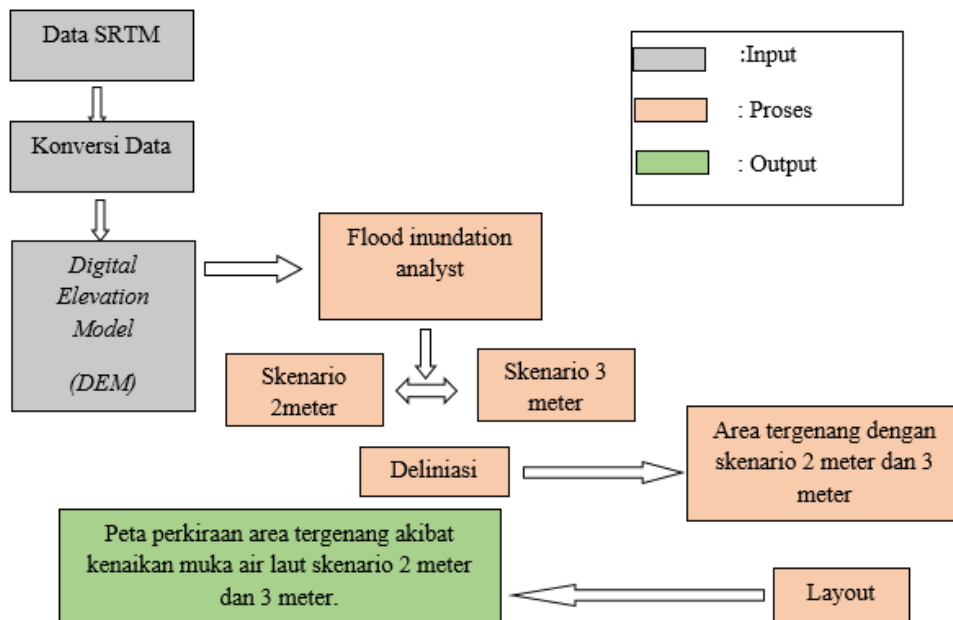 Data SRTM
Konversi Data
Digital
Elevation
Model
(DEM)
:Input
: Proses
: Output
Flood inundation
analyst
Skenario
2meter
Skenario 3
meter
Deliniasi
Area tergenang dengan
skenario 2 meter dan 3
meter
Layout
Peta perkiraan area tergenang akibat
kenaikan muka air laut skenario 2 meter
dan 3 meter.